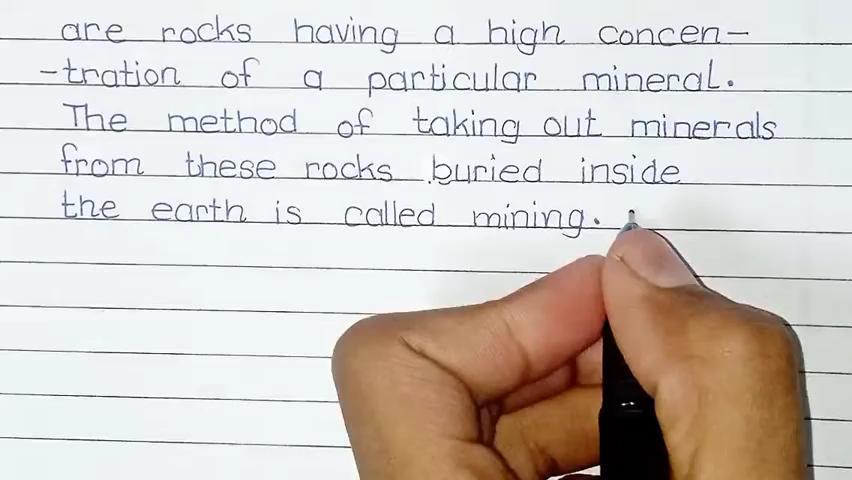 are rocks having a high concen-
-tration of a particular mineral.
The method of taking out minerals
from these rocks buried inside
the earth is called mining.